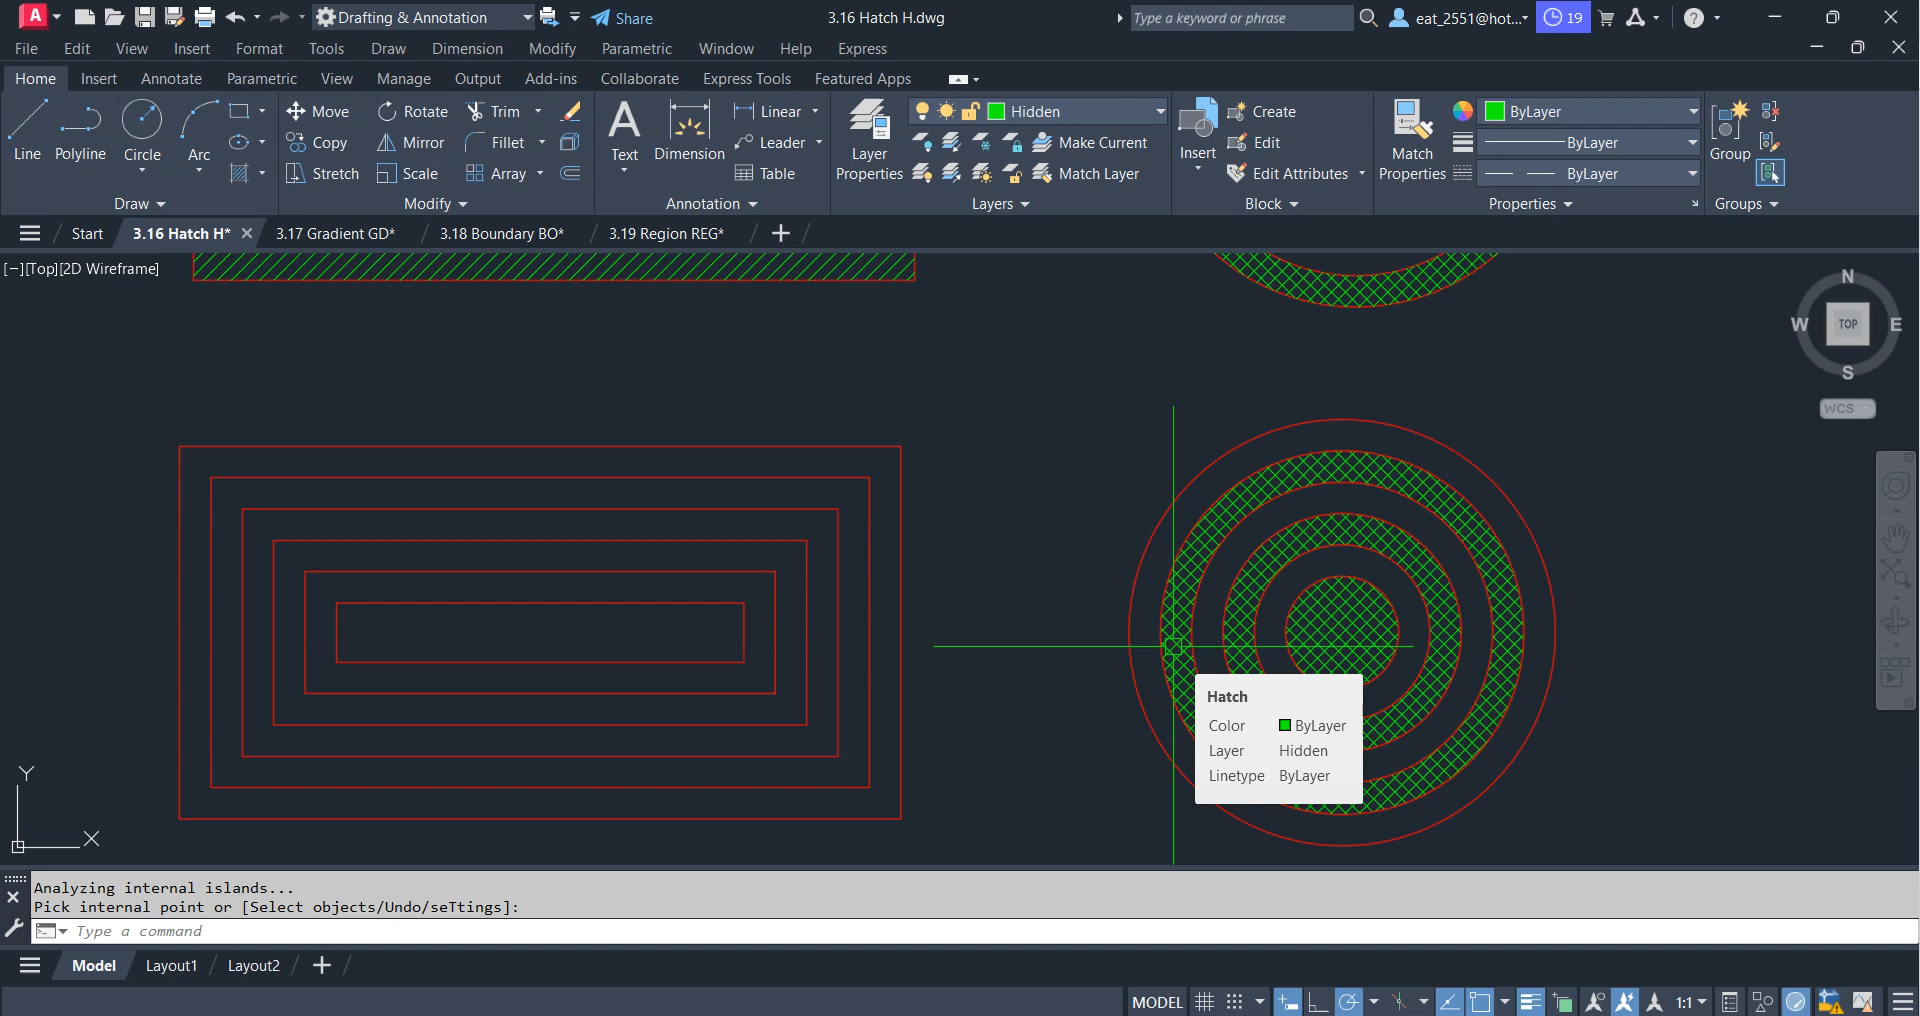 A
Drafting & Annotation
Share
3.16 Hatch H.dwg
Type a keyword or phrase
eat_2551@hot...
19
File Edit View Insert Format Tools Draw Dimension Modify Parametric Window Help Express
Home Insert Annotate Parametric View Manage Output Add-ins Collaborate Express Tools Featured Apps
Line
Polyline
Circle
Arc
Draw
Move
Rotate
Trim
Copy
Mirror
Fillet
Stretch
Scale
Array
Modify
Text
Dimension
Linear
Leader
Table
Annotation
Layer
Properties
Hidden
Make Current
Match Layer
Layers
Insert
Create
Edit
Edit Attributes
Block
Match
Properties
ByLayer
ByLayer
ByLayer
Properties
Group
Groups
Start
3.16 Hatch H*
3.17 Gradient GD*
3.18 Boundary BO*
3.19 Region REG*
[−][Top][2D Wireframe]
N
W
TOP
E
S
WCS
Hatch
Color ByLayer
Layer Hidden
Linetype ByLayer
Y
X
Analyzing internal islands...
Pick internal point or [Select objects/Undo/seTtings]:
Type a command
Model Layout1 Layout2
MODEL
1:1